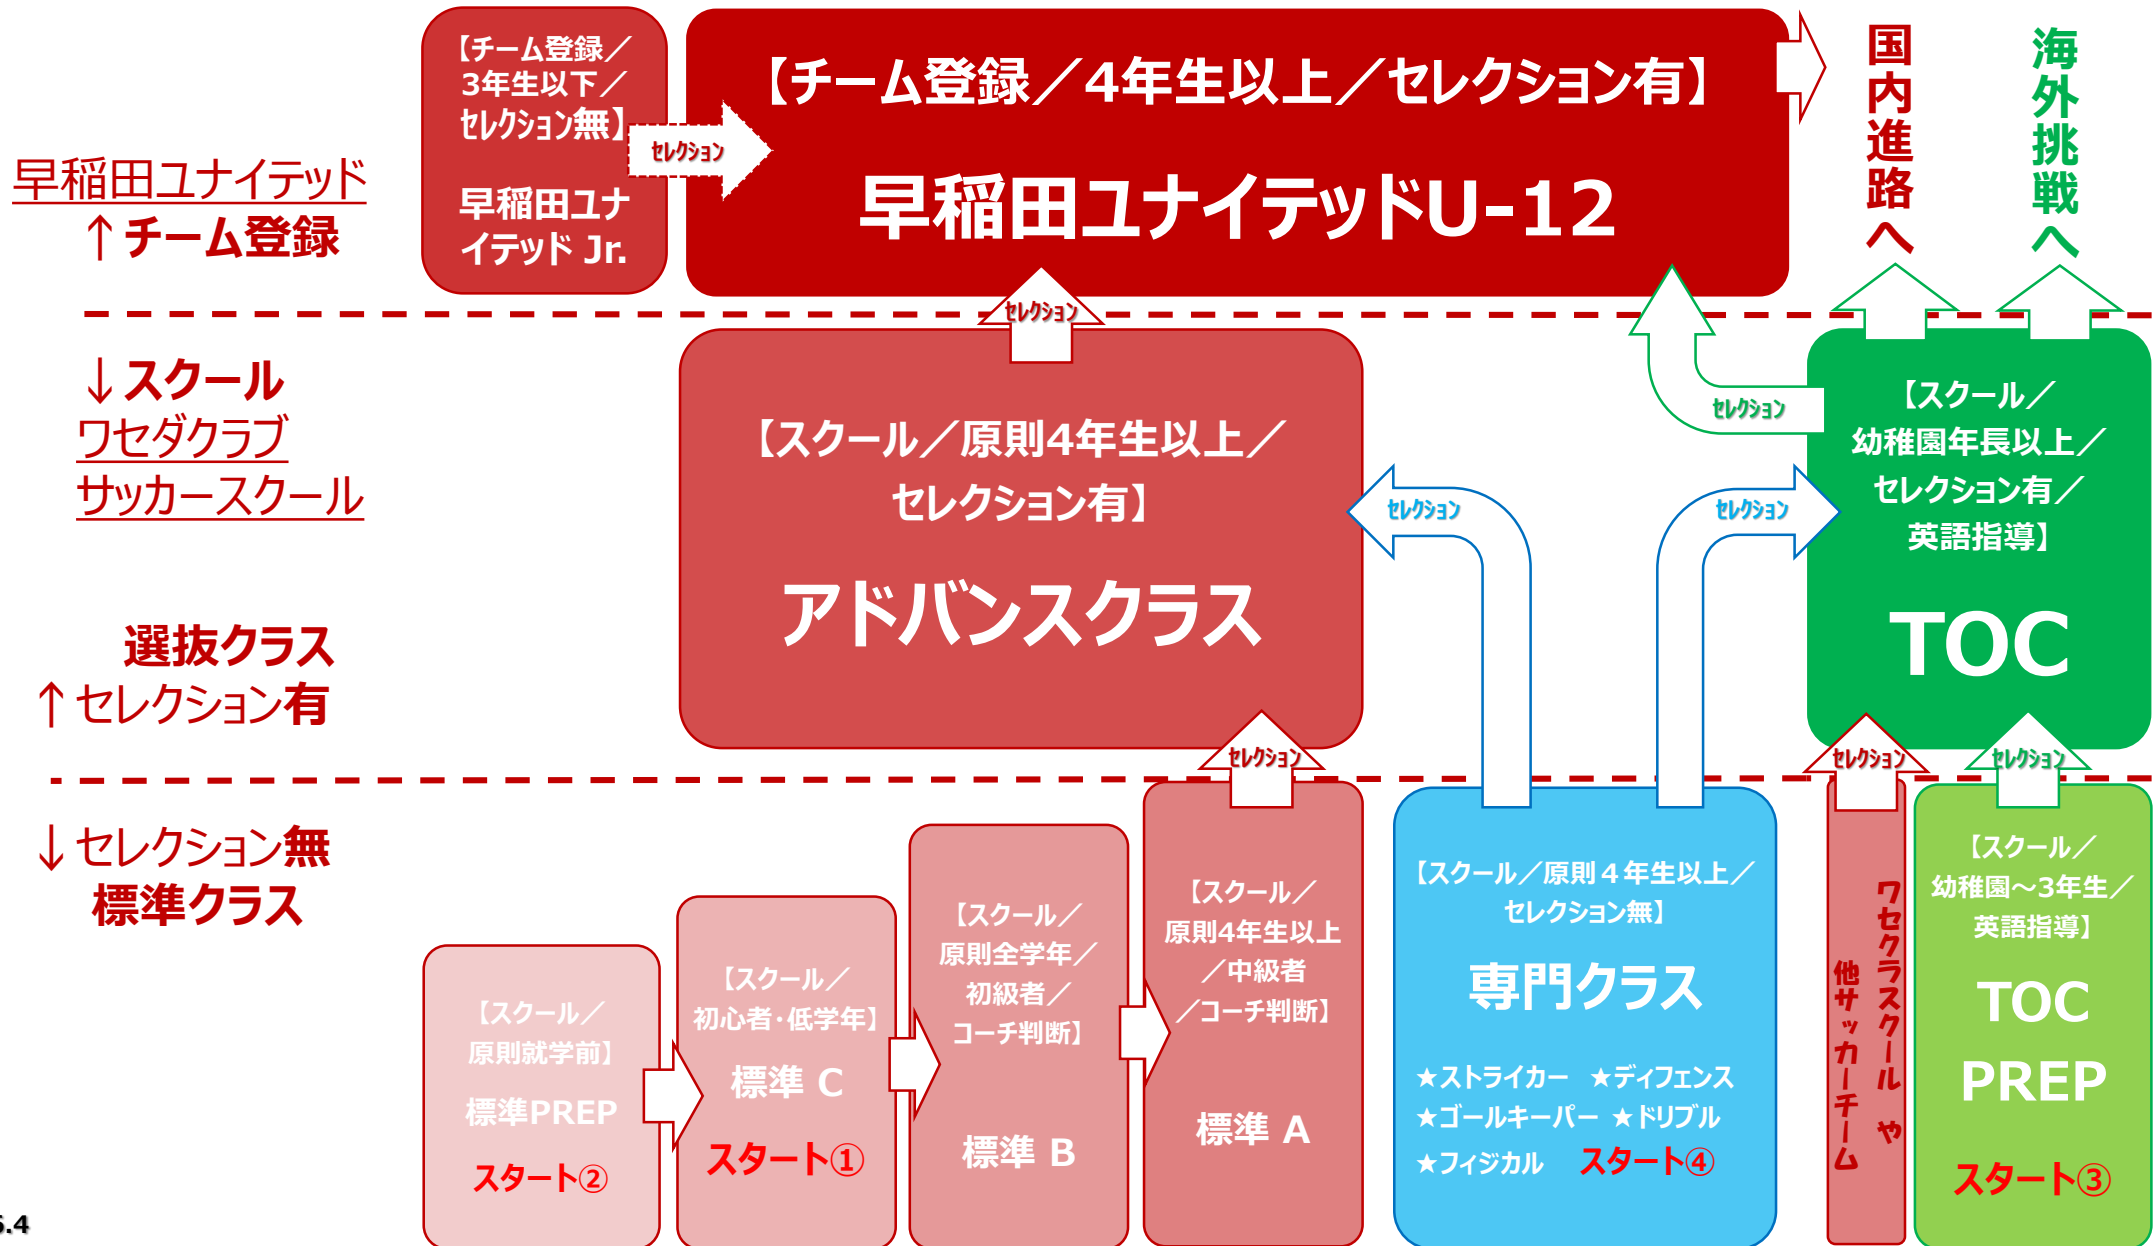 【チーム登録／
3年生以下／
セレクション無】
早稲田ユナ
イテッド Jr.
セレクション
【チーム登録／4年生以上／セレクション有】
早稲田ユナイテッドU-12
国内進路へ
海外挑戦へ
早稲田ユナイテッド
↑チーム登録
↓スクール
ワセダクラブ
サッカースクール
セレクション
【スクール／原則4年生以上／
セレクション有】
アドバンスクラス
セレクション
セレクション
セレクション
【スクール／
幼稚園年長以上／
セレクション有／
英語指導】
TOC
選抜クラス
↑セレクション有
セレクション
セレクション
セレクション
↓セレクション無
標準クラス
【スクール／
原則就学前】
標準PREP
スタート②
【スクール／
初心者･低学年】
標準 C
スタート①
【スクール／
原則全学年／
初級者／
コーチ判断】
標準 B
【スクール／
原則4年生以上
／中級者
／コーチ判断】
標準 A
【スクール／原則４年生以上／
セレクション無】
専門クラス
★ストライカー ★ディフェンス
★ゴールキーパー ★ドリブル
★フィジカル スタート④
ワセクラスクール や
他サッカーチーム
【スクール／
幼稚園～3年生／
英語指導】
TOC
PREP
スタート③
.4